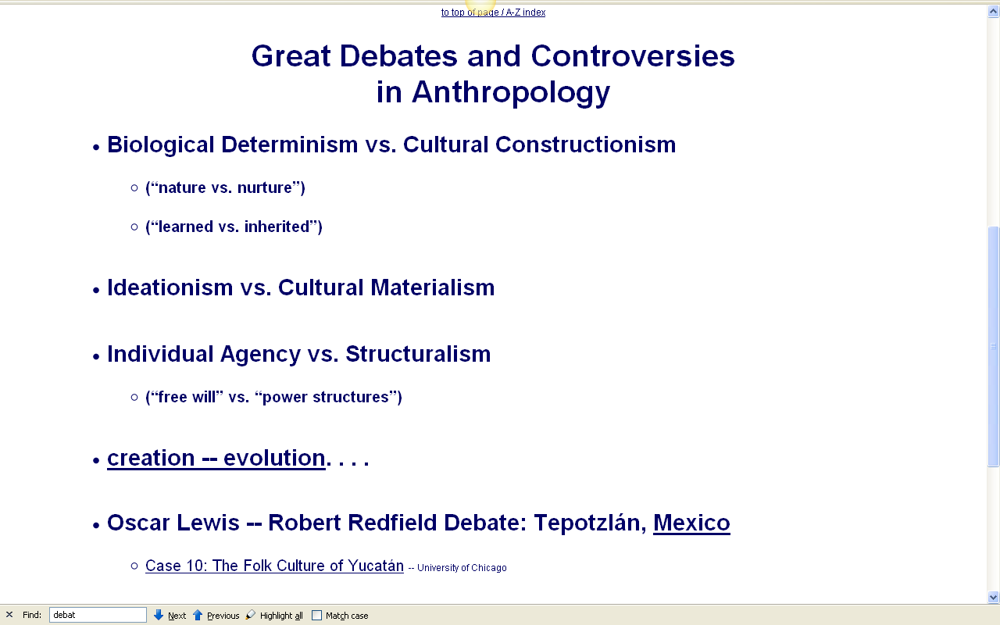 to top of page / A-Z index
Great Debates and Controversies
in Anthropology
• Biological Determinism vs. Cultural Constructionism
○ (“nature vs. nurture”)
○ (“learned vs. inherited”)
• Ideationism vs. Cultural Materialism
• Individual Agency vs. Structuralism
○ (“free will” vs. “power structures”)
• creation -- evolution. . . .
• Oscar Lewis -- Robert Redfield Debate: Tepotzlán, Mexico
○ Case 10: The Folk Culture of Yucatán -- University of Chicago
Find: debat Next Previous Highlight all Match case